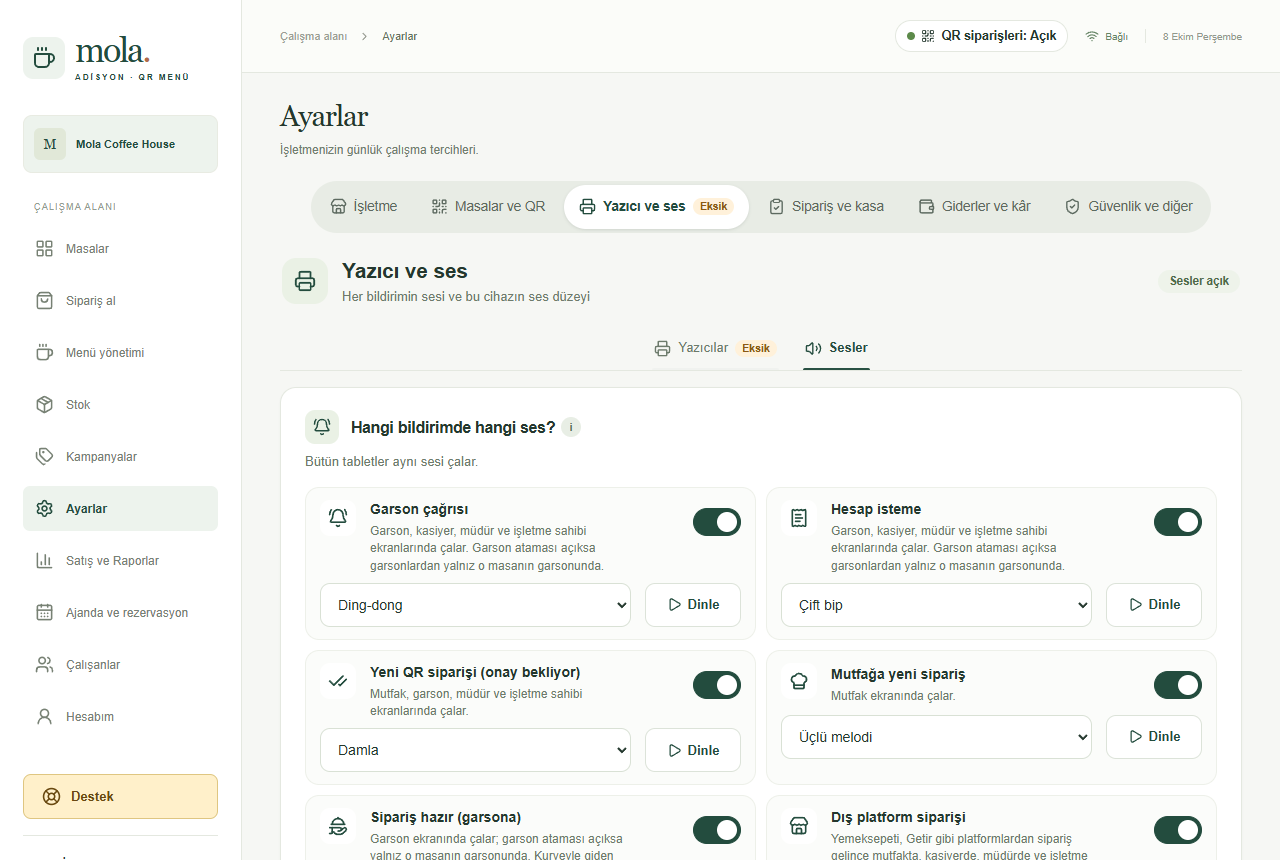 mola.
ADİSYON · QR MENÜ
M
Mola Coffee House
ÇALIŞMA ALANI
Masalar
Sipariş al
Menü yönetimi
Stok
Kampanyalar
Ayarlar
Satış ve Raporlar
Ajanda ve rezervasyon
Çalışanlar
Hesabım
Destek
Çalışma alanı
Ayarlar
QR siparişleri: Açık
Bağlı
8 Ekim Perşembe
Ayarlar
İşletmenizin günlük çalışma tercihleri.
İşletme
Masalar ve QR
Yazıcı ve ses Eksik
Sipariş ve kasa
Giderler ve kâr
Güvenlik ve diğer
Yazıcı ve ses
Her bildirimin sesi ve bu cihazın ses düzeyi
Sesler açık
Yazıcılar Eksik
Sesler
Hangi bildirimde hangi ses? i
Bütün tabletler aynı sesi çalar.
Garson çağrısı
Garson, kasiyer, müdür ve işletme sahibi
ekranlarında çalar. Garson ataması açıksa
garsonlardan yalnız o masanın garsonunda.
Ding-dong
Dinle
Hesap isteme
Garson, kasiyer, müdür ve işletme sahibi
ekranlarında çalar. Garson ataması açıksa
garsonlardan yalnız o masanın garsonunda.
Çift bip
Dinle
Yeni QR siparişi (onay bekliyor)
Mutfak, garson, müdür ve işletme sahibi
ekranlarında çalar.
Damla
Dinle
Mutfağa yeni sipariş
Mutfak ekranında çalar.
Üçlü melodi
Dinle
Sipariş hazır (garsona)
Garson ekranında çalar; garson ataması açıksa
yalnız o masanın garsonunda. Kuryeyle giden
Dış platform siparişi
Yemeksepeti, Getir gibi platformlardan sipariş
gelince mutfakta, kasiyerde, müdürde ve işletme